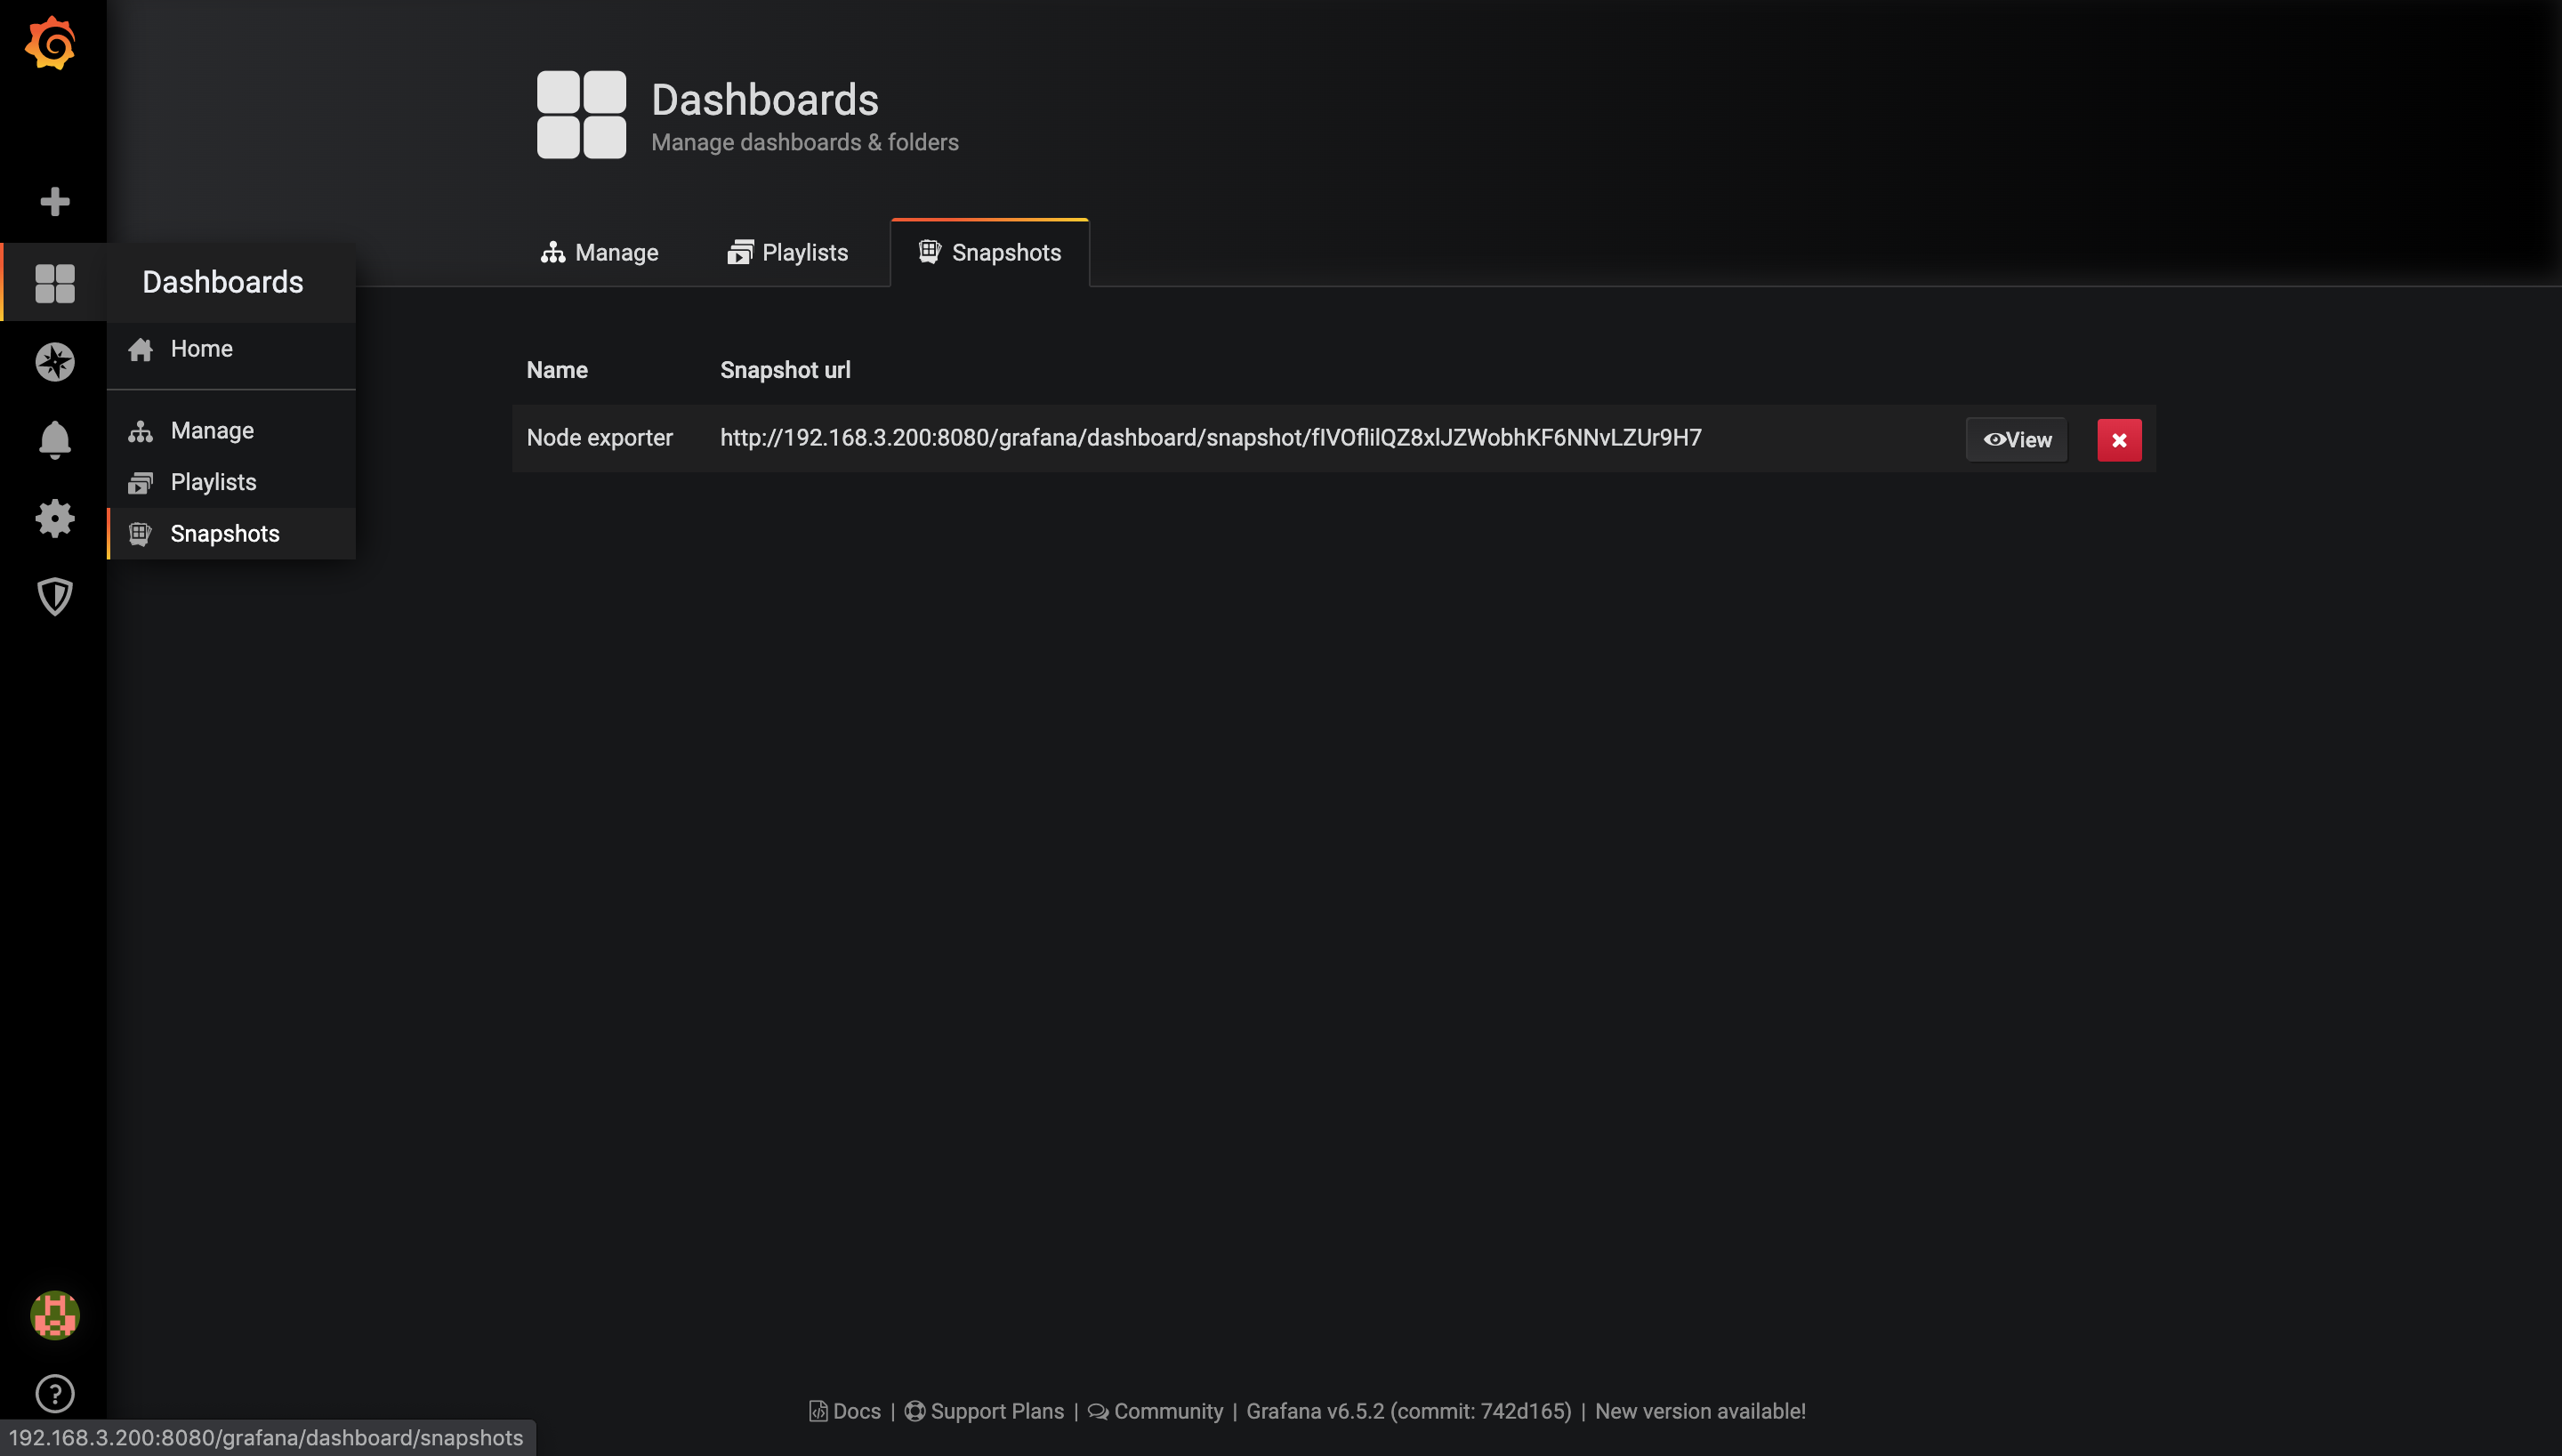 Dashboards
Manage dashboards & folders
Manage
Playlists
Snapshots
Dashboards
Home
Manage
Playlists
Snapshots
Name Snapshot url
Node exporter http://192.168.3.200:8080/grafana/dashboard/snapshot/fIVOflilQZ8xlJZWobhKF6NNvLZUr9H7 View
Docs | Support Plans | Community | Grafana v6.5.2 (commit: 742d165) | New version available!
192.168.3.200:8080/grafana/dashboard/snapshots